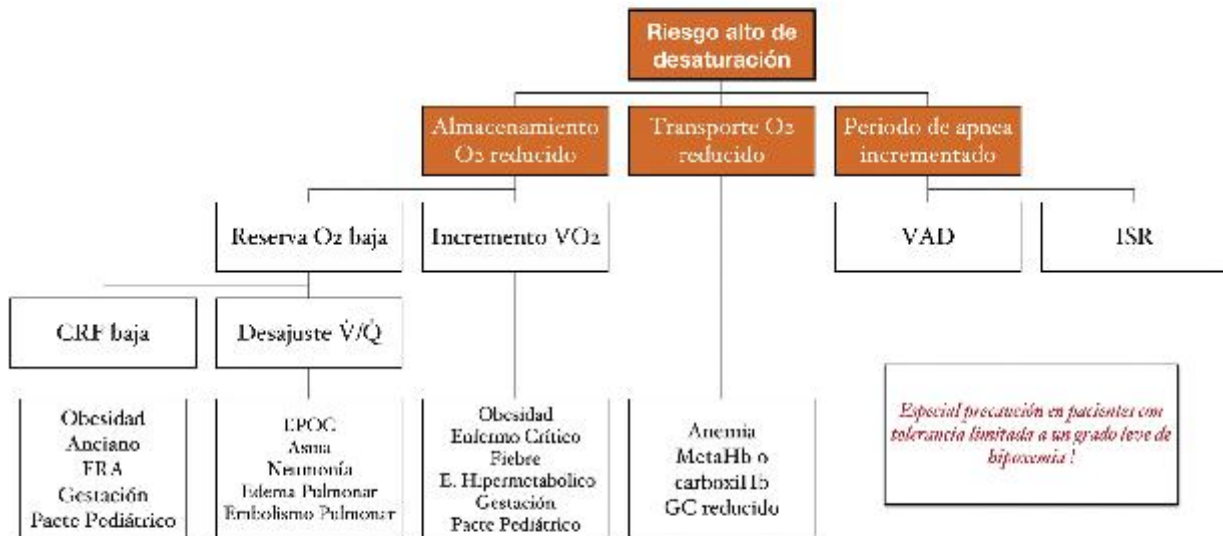 Riesgo alto de
desaturación
Almacenamiento
O2 reducido
Transporte O2
reducido
Periodo de apnea
incrementado
Reserva O2 baja
Incremento VO2
VAD
ISR
CRF baja
Desajuste V̇/Q̇
Obesidad
Anciano
ERA
Gestación
Pacte Pediátrico
EPOC
Asma
Neumonía
Edema Pulmonar
Embolismo Pulmonar
Obesidad
Enfermo Crítico
Fiebre
E. Hipermetabolico
Gestación
Pacte Pediátrico
Anemia
MetaHb o
carboxiHb
GC reducido
Especial precaución en pacientes con
tolerancia limitada a un grado leve de
hipoxemia !